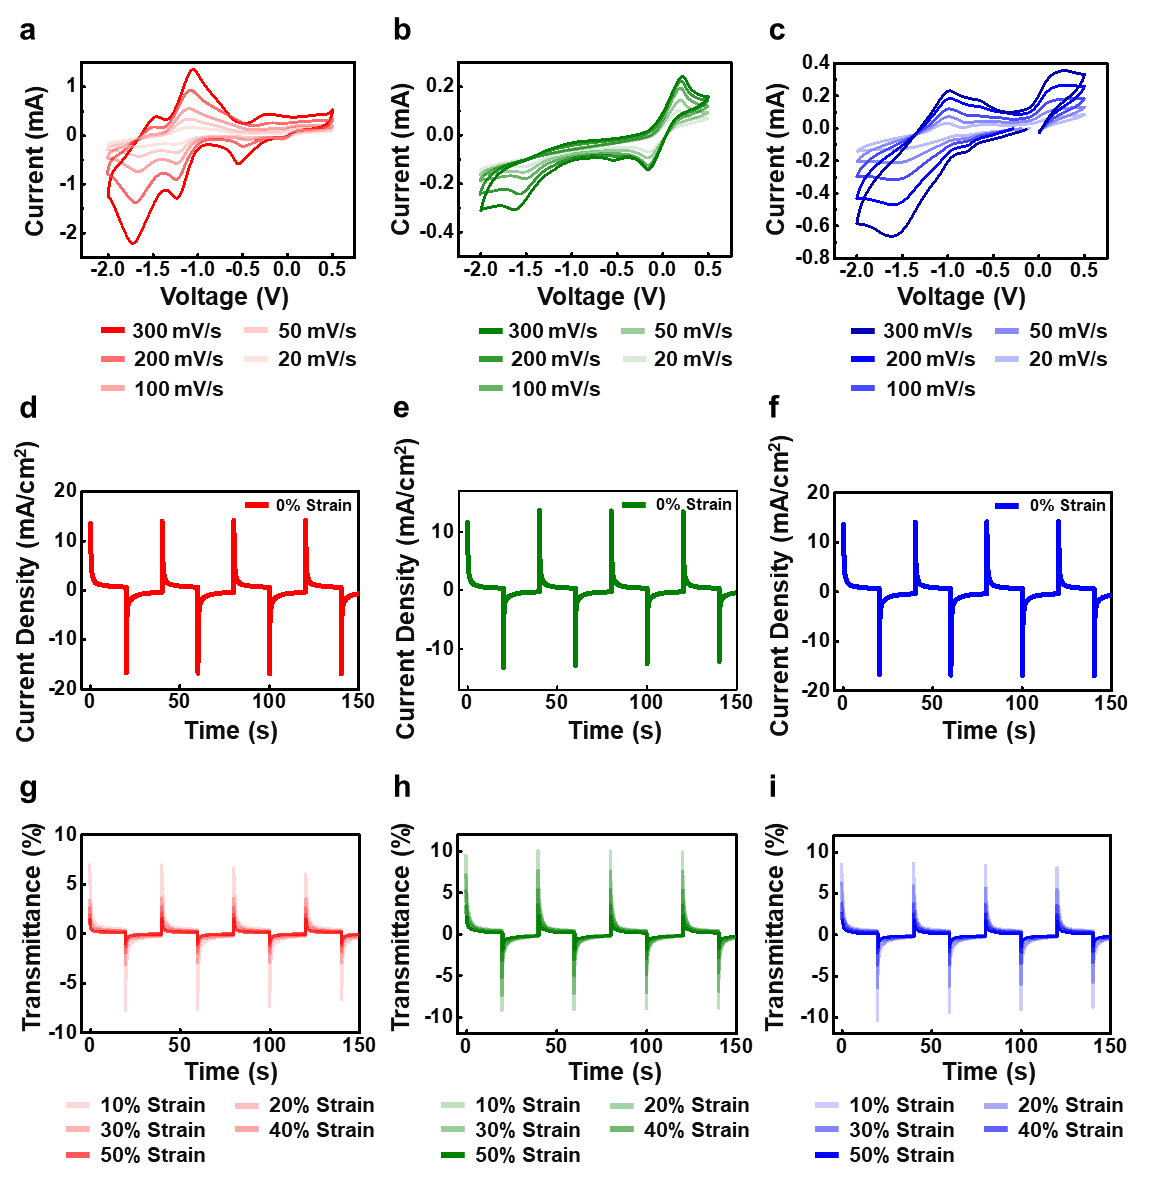 a
b
c
Current (mA)
1
0
-1
-2
-2.0 -1.5 -1.0 -0.5 0.0 0.5
Voltage (V)
300 mV/s
50 mV/s
200 mV/s
20 mV/s
100 mV/s
Current (mA)
0.2
0.0
-0.2
-0.4
-2.0 -1.5 -1.0 -0.5 0.0 0.5
Voltage (V)
300 mV/s
50 mV/s
200 mV/s
20 mV/s
100 mV/s
Current (mA)
0.4
0.2
0.0
-0.2
-0.4
-0.6
-0.8
-2.0 -1.5 -1.0 -0.5 0.0 0.5
Voltage (V)
300 mV/s
50 mV/s
200 mV/s
20 mV/s
100 mV/s
d
e
f
Current Density (mA/cm²)
20
10
0
-10
-20
0% Strain
0 50 100 150
Time (s)
Current Density (mA/cm²)
10
0
-10
0% Strain
0 50 100 150
Time (s)
Current Density (mA/cm²)
20
10
0
-10
-20
0% Strain
0 50 100 150
Time (s)
g
h
i
Transmittance (%)
10
5
0
-5
-10
0 50 100 150
Time (s)
10% Strain
20% Strain
30% Strain
40% Strain
50% Strain
Transmittance (%)
10
5
0
-5
-10
0 50 100 150
Time (s)
10% Strain
20% Strain
30% Strain
40% Strain
50% Strain
Transmittance (%)
10
5
0
-5
-10
0 50 100 150
Time (s)
10% Strain
20% Strain
30% Strain
40% Strain
50% Strain